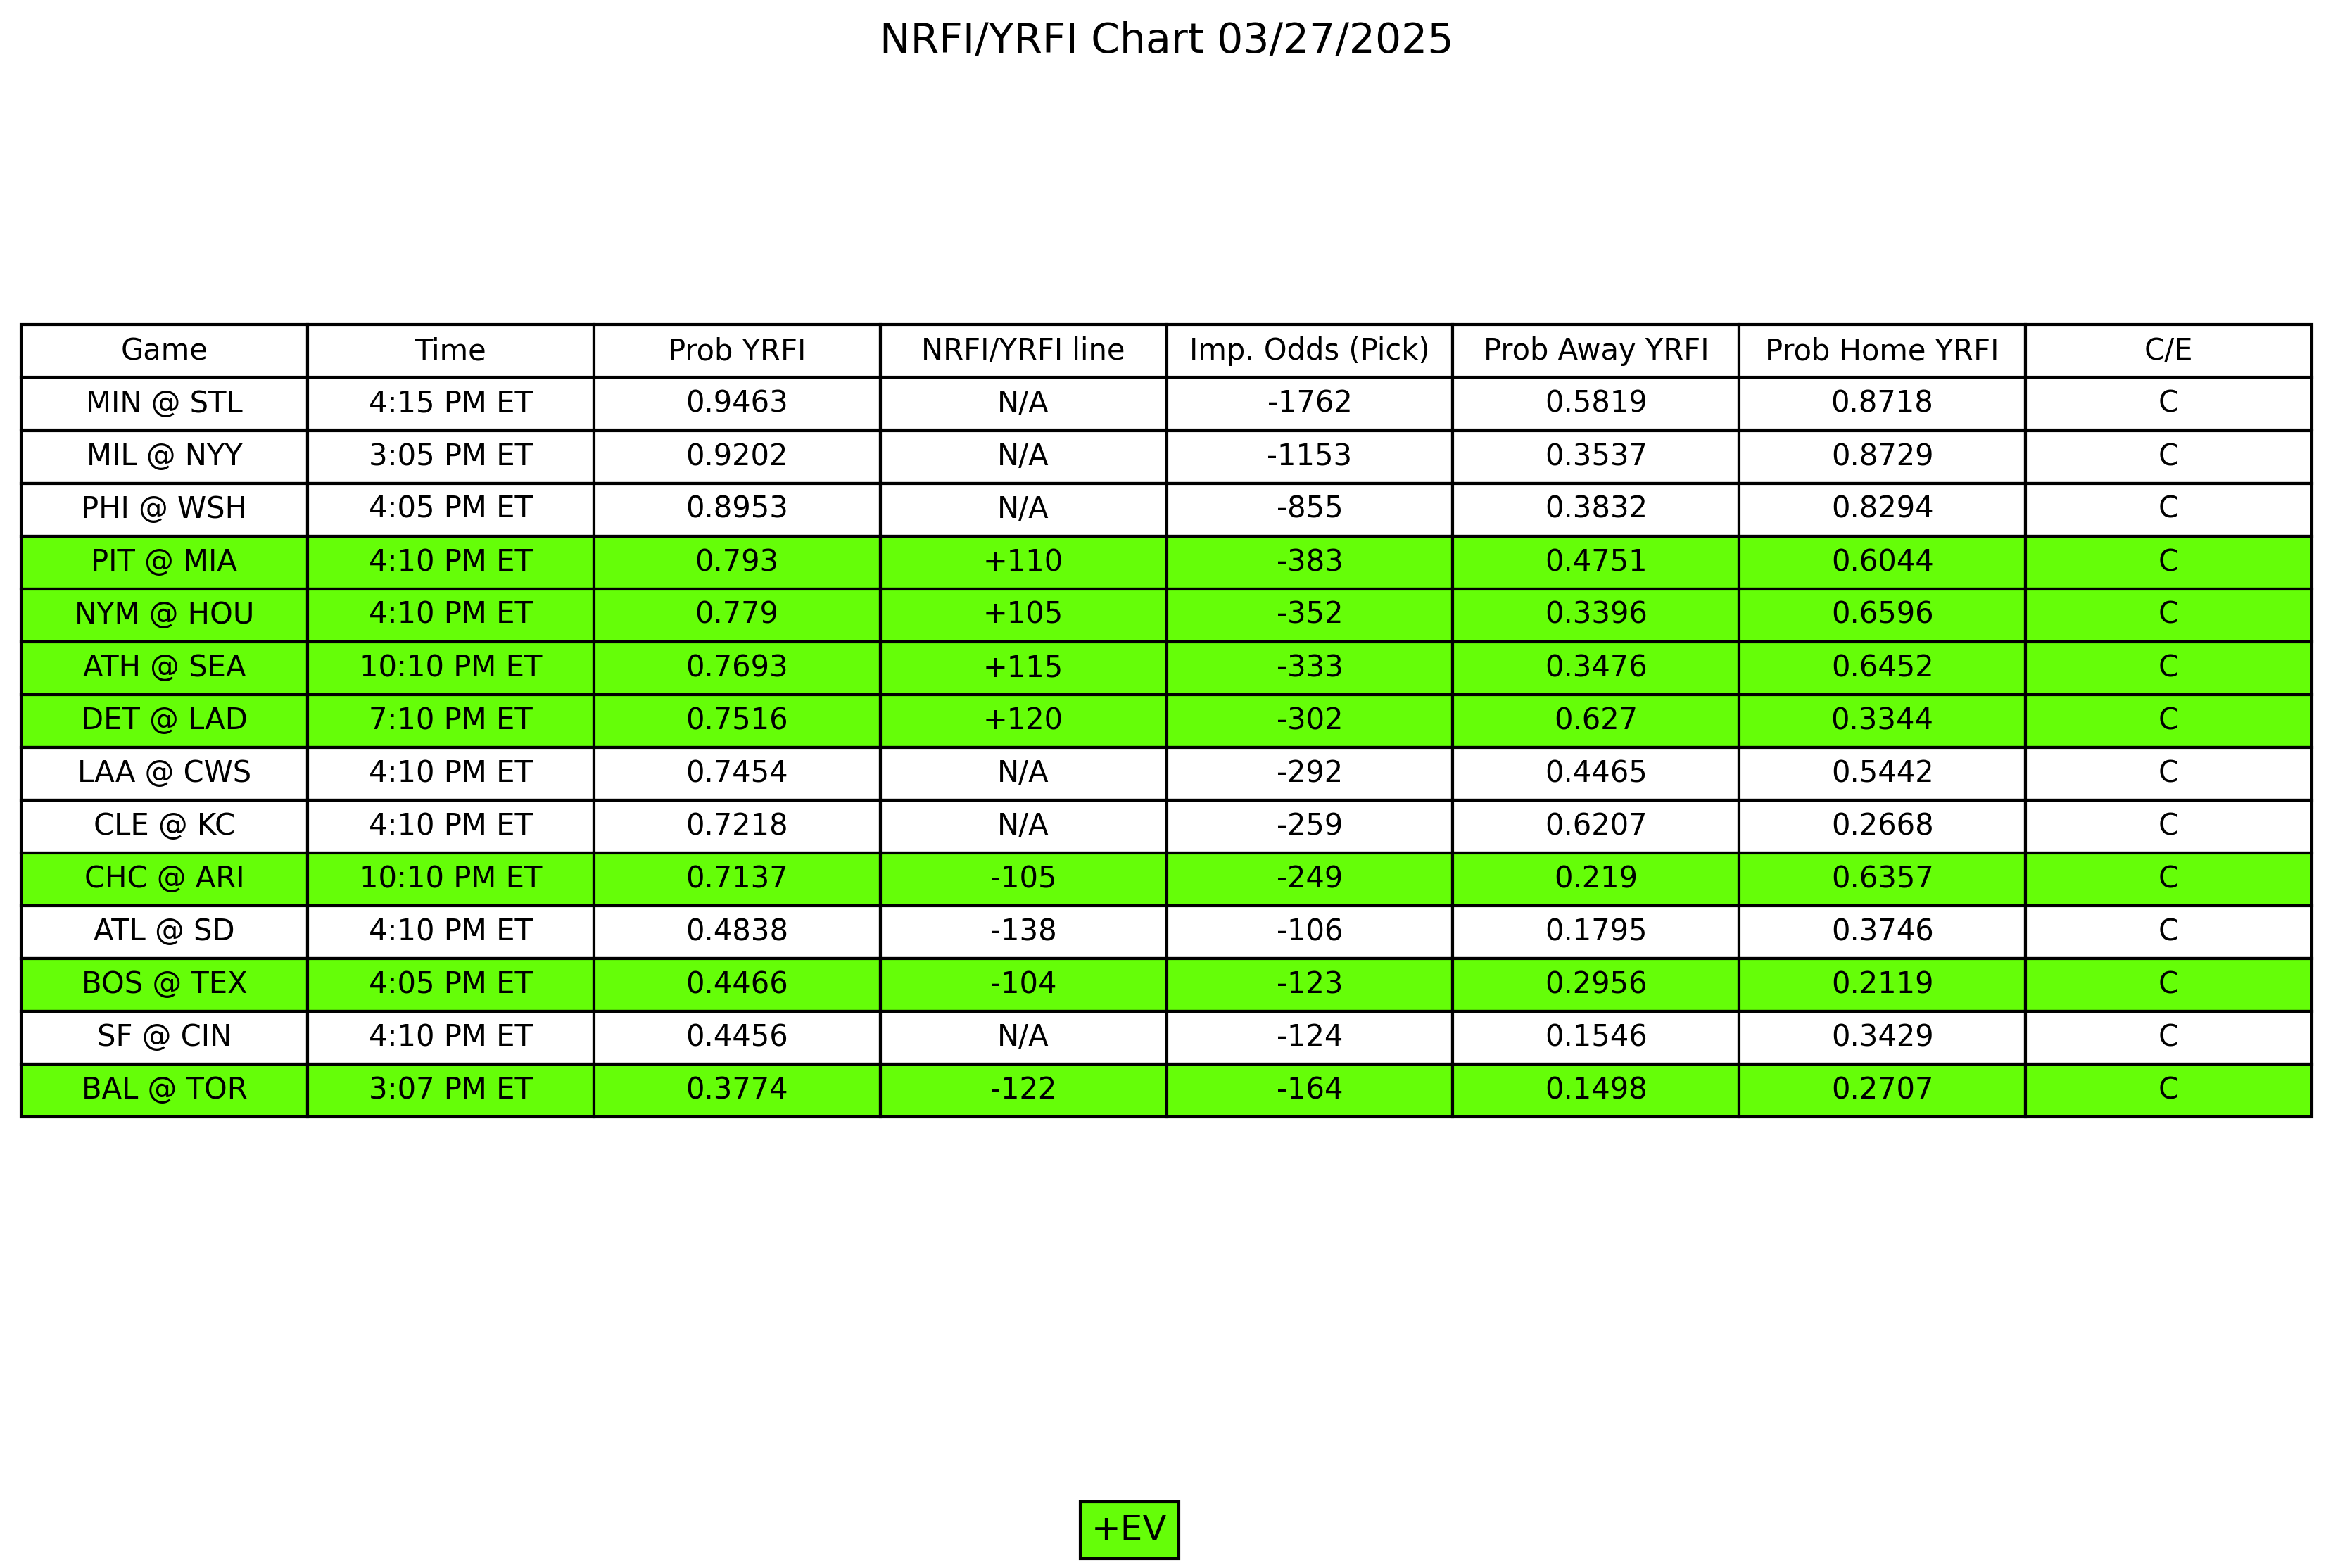 NRFI/YRFI Chart 03/27/2025
Game Time Prob YRFI NRFI/YRFI line Imp. Odds (Pick) Prob Away YRFI Prob Home YRFI C/E
MIN @ STL 4:15 PM ET 0.9463 N/A -1762 0.5819 0.8718 C
MIL @ NYY 3:05 PM ET 0.9202 N/A -1153 0.3537 0.8729 C
PHI @ WSH 4:05 PM ET 0.8953 N/A -855 0.3832 0.8294 C
PIT @ MIA 4:10 PM ET 0.793 +110 -383 0.4751 0.6044 C
NYM @ HOU 4:10 PM ET 0.779 +105 -352 0.3396 0.6596 C
ATH @ SEA 10:10 PM ET 0.7693 +115 -333 0.3476 0.6452 C
DET @ LAD 7:10 PM ET 0.7516 +120 -302 0.627 0.3344 C
LAA @ CWS 4:10 PM ET 0.7454 N/A -292 0.4465 0.5442 C
CLE @ KC 4:10 PM ET 0.7218 N/A -259 0.6207 0.2668 C
CHC @ ARI 10:10 PM ET 0.7137 -105 -249 0.219 0.6357 C
ATL @ SD 4:10 PM ET 0.4838 -138 -106 0.1795 0.3746 C
BOS @ TEX 4:05 PM ET 0.4466 -104 -123 0.2956 0.2119 C
SF @ CIN 4:10 PM ET 0.4456 N/A -124 0.1546 0.3429 C
BAL @ TOR 3:07 PM ET 0.3774 -122 -164 0.1498 0.2707 C
+EV